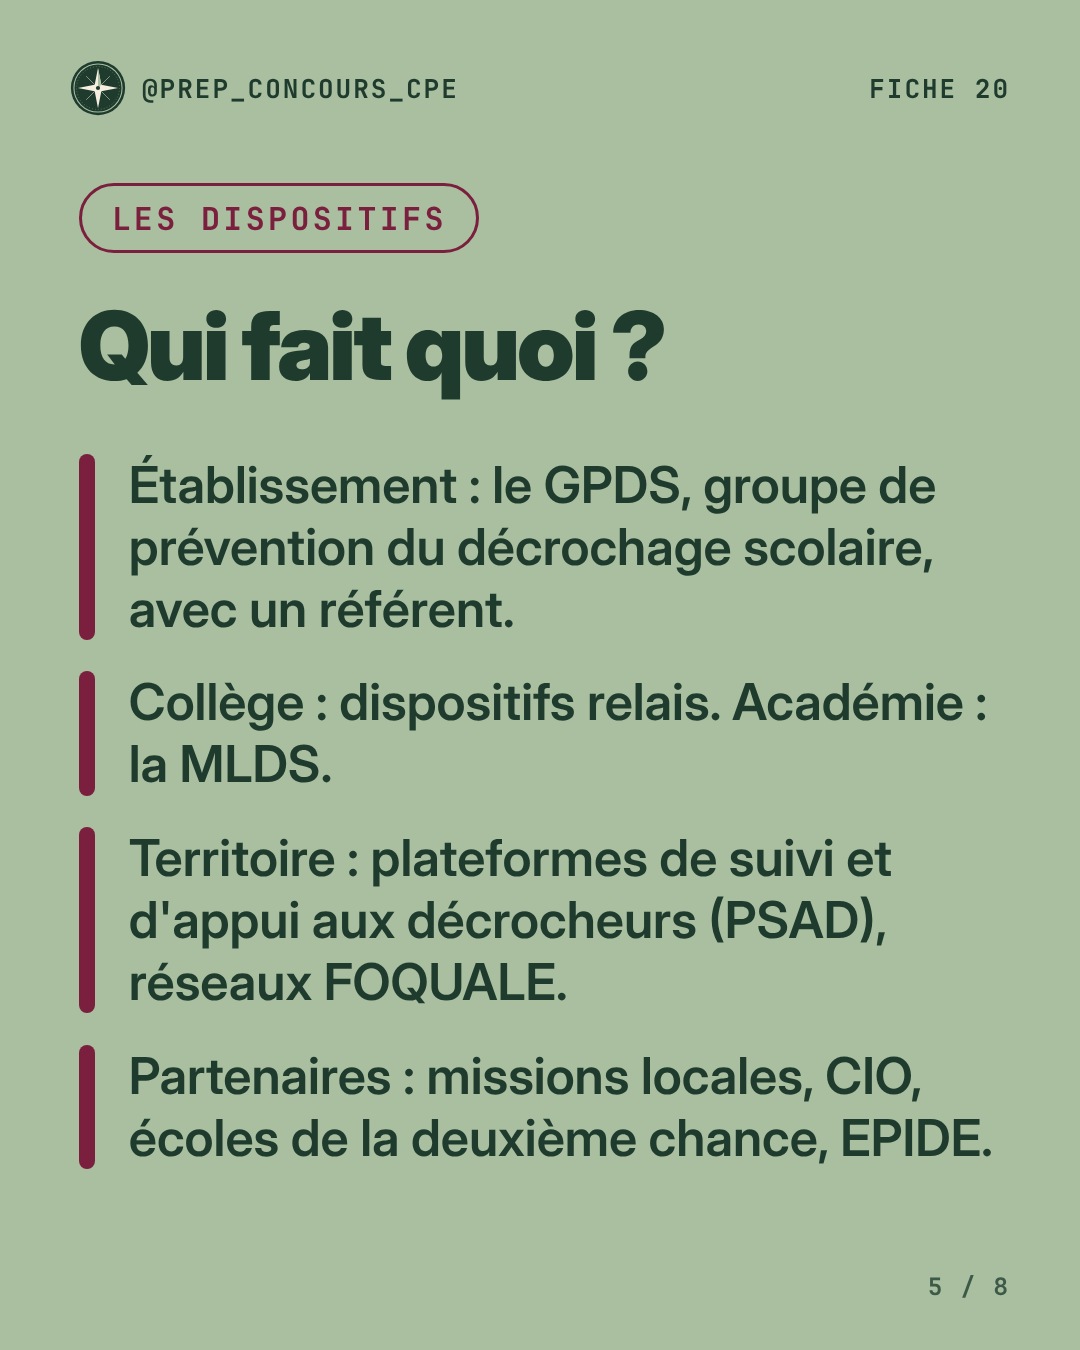 @PREP_CONCOURS_CPE
FICHE 20
LES DISPOSITIFS
Qui fait quoi ?
Établissement : le GPDS, groupe de
prévention du décrochage scolaire,
avec un référent.
Collège : dispositifs relais. Académie :
la MLDS.
Territoire : plateformes de suivi et
d'appui aux décrocheurs (PSAD),
réseaux FOQUALE.
Partenaires : missions locales, CIO,
écoles de la deuxième chance, EPIDE.
5 / 8